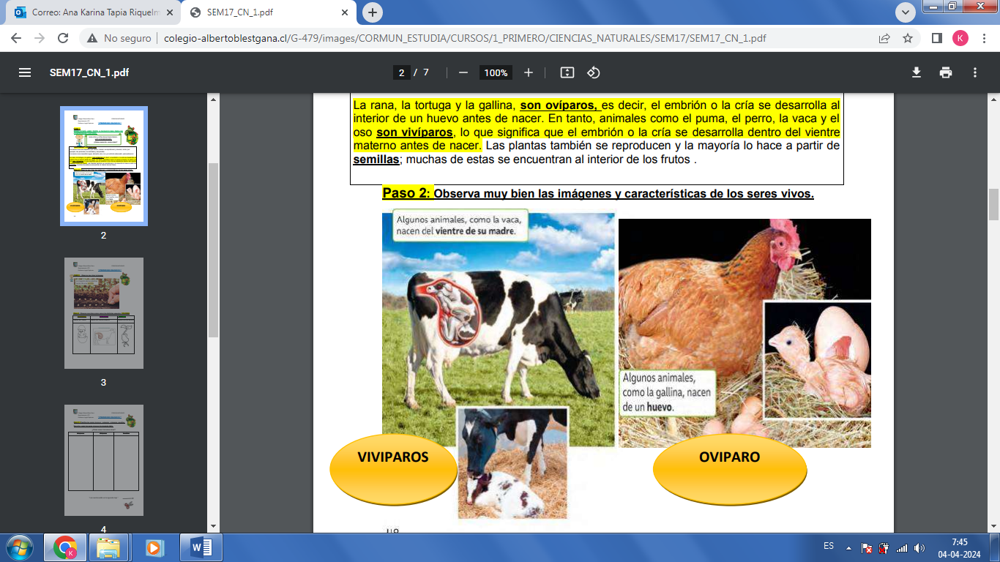 Correo: Ana Karina Tapia Riquelm
SEM17_CN_1.pdf
No seguro
colegio-albertoblestgana.cl/G-479/images/CORMUN_ESTUDIA/CURSOS/1_PRIMERO/CIENCIAS_NATURALES/SEM17/SEM17_CN_1.pdf
K
SEM17_CN_1.pdf
2 / 7
100%
2
3
4
La rana, la tortuga y la gallina, son ovíparos, es decir, el embrión o la cría se desarrolla al
interior de un huevo antes de nacer. En tanto, animales como el puma, el perro, la vaca y el
oso son vivíparos, lo que significa que el embrión o la cría se desarrolla dentro del vientre
materno antes de nacer. Las plantas también se reproducen y la mayoría lo hace a partir de
semillas; muchas de estas se encuentran al interior de los frutos .
Paso 2: Observa muy bien las imágenes y características de los seres vivos.
Algunos animales, como la vaca,
nacen del vientre de su madre.
Algunos animales,
como la gallina, nacen
de un huevo.
VIVIPAROS
OVIPARO
K
W
ES
7:45
04-04-2024